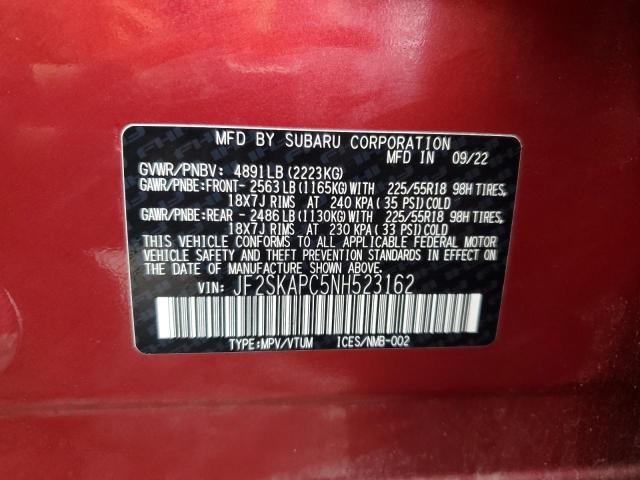 MFD BY SUBARU CORPORATION
MFD IN 09/22
GVWR/PNBV: 4891LB (2223KG)
GAWR/PNBE:FRONT- 2563LB (1165KG)WITH 225/55R18 98H TIRES,
18X7J RIMS AT 240 KPA (35 PSI)COLD
GAWR/PNBE:REAR - 2486LB (1130KG)WITH 225/55R18 98H TIRES,
18X7J RIMS AT 230 KPA (33 PSI)COLD
THIS VEHICLE CONFORMS TO ALL APPLICABLE FEDERAL MOTOR
VEHICLE SAFETY AND THEFT PREVENTION STANDARDS IN
EFFECT ON THE DATE OF MANUFACTURE SHOWN ABOVE.
VIN: JF2SKAPC5NH523162
TYPE:MPV/VTUM ICES/NMB-002